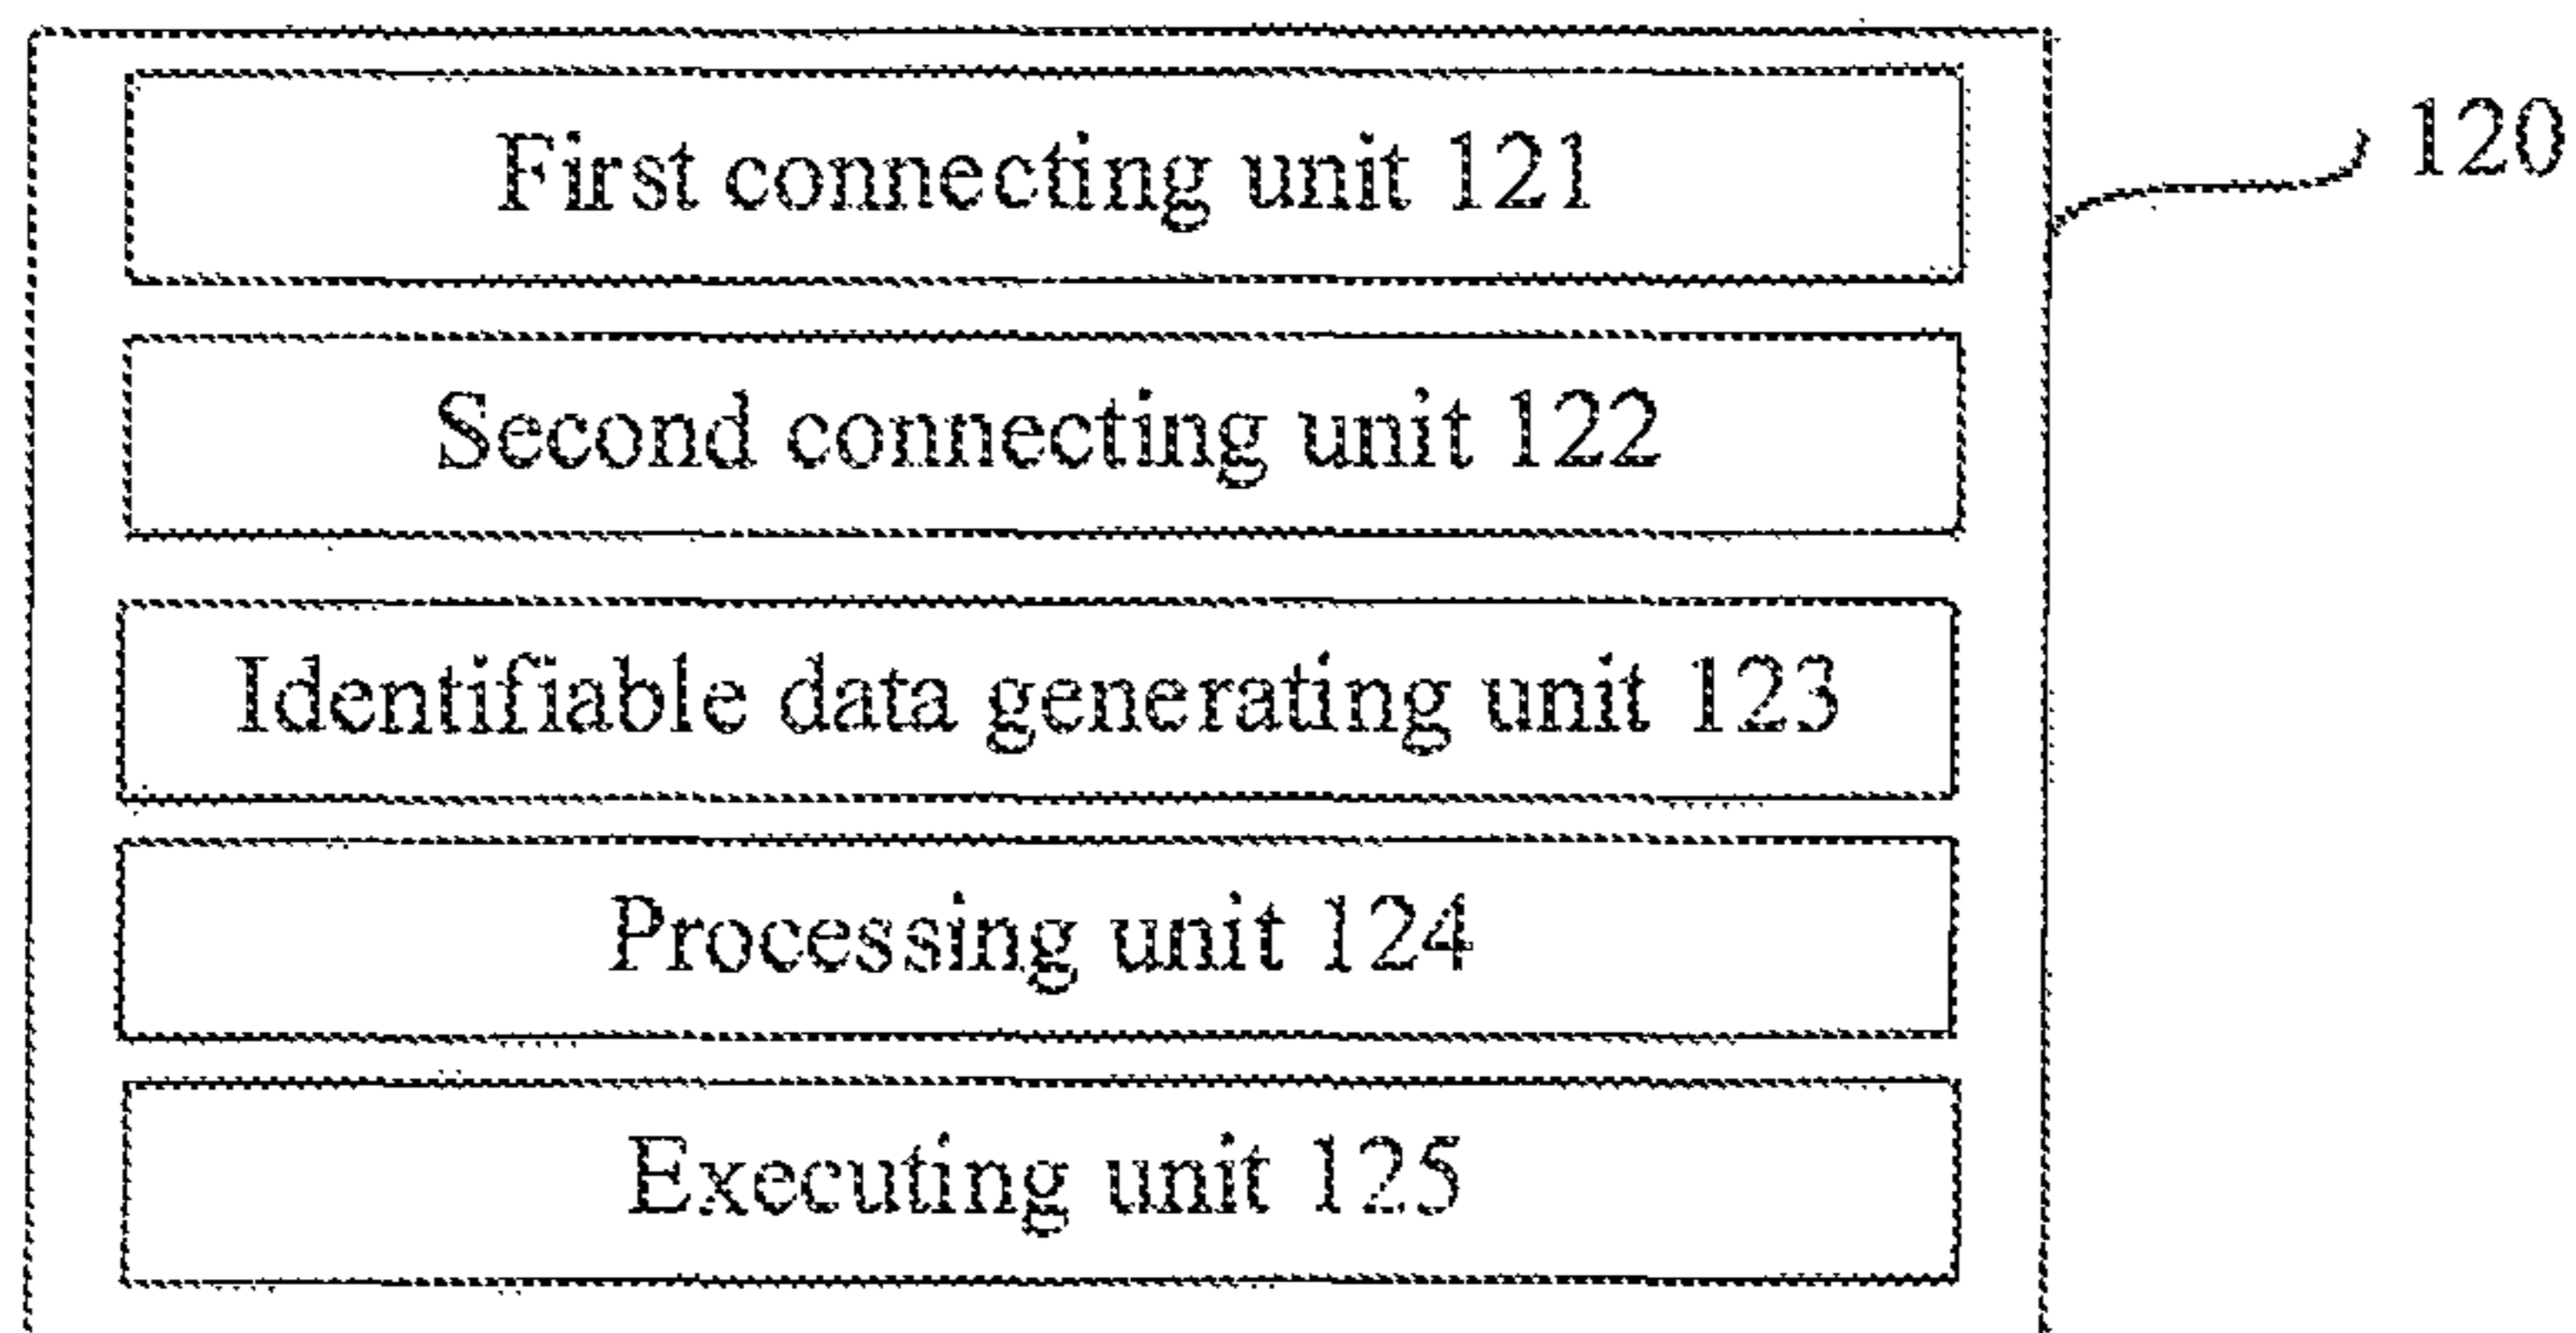 First connecting unit 121
120
Second connecting unit 122
Identifiable data generating unit 123
Processing unit 124
Executing unit 125